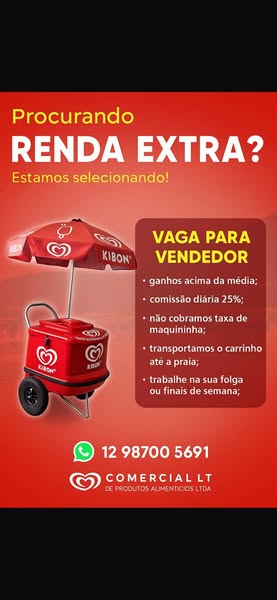 Procurando
RENDA EXTRA?
Estamos selecionando!
KIBON
KIBON
KIBON
KIBON
VAGA PARA
VENDEDOR
• ganhos acima da média;
• comissão diária 25%;
• não cobramos taxa de
maquininha;
• transportamos o carrinho
até a praia;
• trabalhe na sua folga
ou finais de semana;
12 98700 5691
COMERCIAL LT
DE PRODUTOS ALIMENTICIOS LTDA